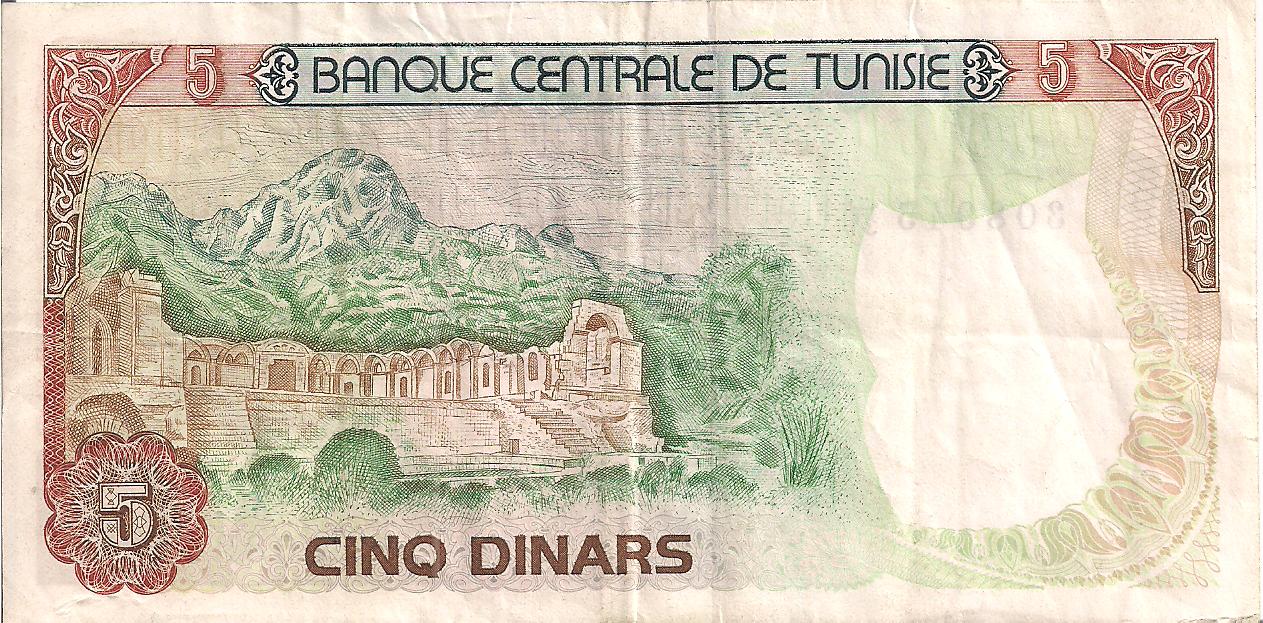 5 BANQUE CENTRALE DE TUNISIE 5
5
CINQ DINARS